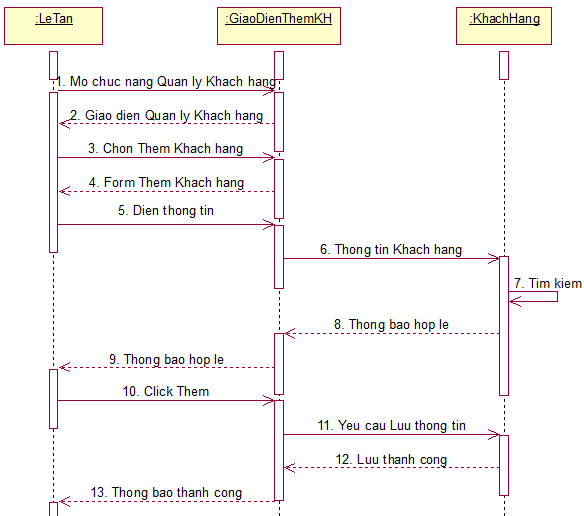 :LeTan
:GiaoDienThemKH
:KhachHang
1. Mo chuc nang Quan ly Khach hang
2. Giao dien Quan ly Khach hang
3. Chon Them Khach hang
4. Form Them Khach hang
5. Dien thong tin
6. Thong tin Khach hang
7. Tim kiem
8. Thong bao hop le
9. Thong bao hop le
10. Click Them
11. Yeu cau Luu thong tin
12. Luu thanh cong
13. Thong bao thanh cong